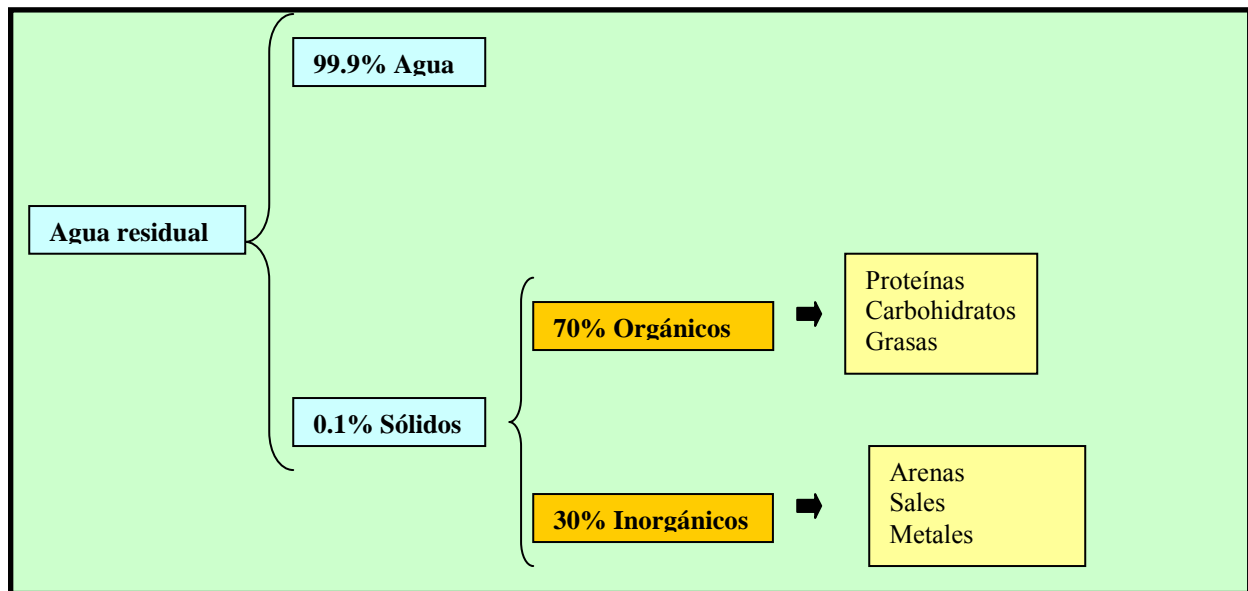 99.9% Agua
Agua residual
0.1% Sólidos
70% Orgánicos
Proteínas
Carbohidratos
Grasas
30% Inorgánicos
Arenas
Sales
Metales